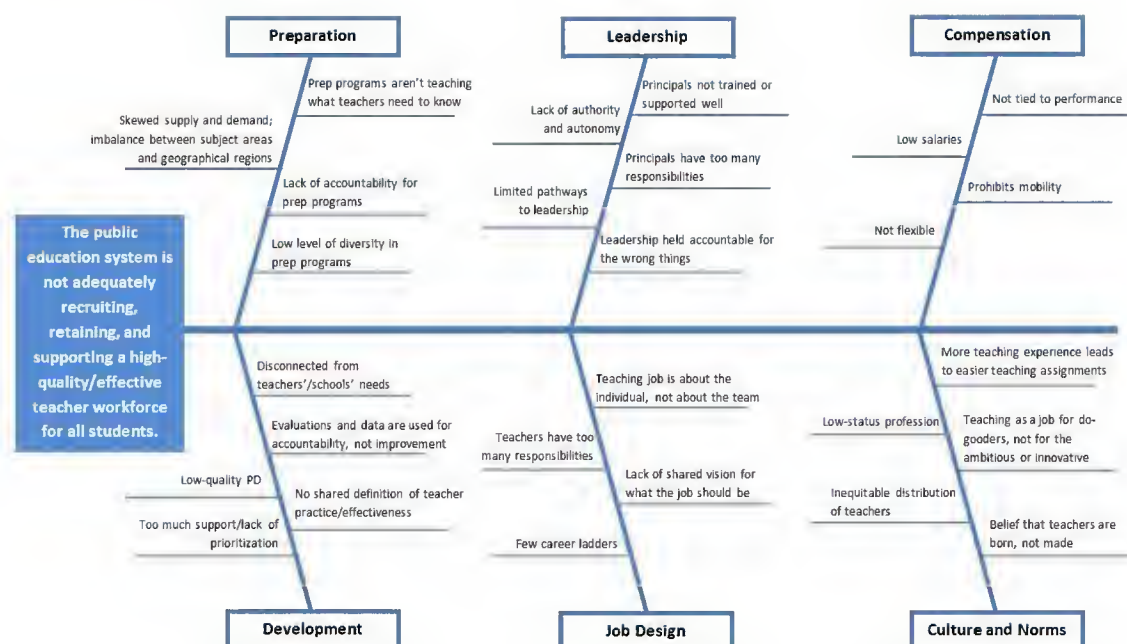 Preparation
Leadership
Compensation
Prep programs aren't teaching
what teachers need to know
Skewed supply and demand;
imbalance between subject areas
and geographical regions
Lack of accountability for
prep programs
Low level of diversity in
prep programs
Principals not trained or
supported well
Lack of authority
and autonomy
Principals have too many
responsibilities
Limited pathways
to leadership
Leadership held accountable for
the wrong things
Not tied to performance
Low salaries
Prohibits mobility
Not flexible
The public
education system is
not adequately
recruiting,
retaining, and
supporting a high-
quality/effective
teacher workforce
for all students.
Disconnected from
teachers'/schools' needs
Evaluations and data are used for
accountability, not improvement
Low-quality PD
No shared definition of teacher
practice/effectiveness
Too much support/lack of
prioritization
Teaching job is about the
individual, not about the team
Teachers have too
many responsibilities
Lack of shared vision for
what the job should be
Few career ladders
More teaching experience leads
to easier teaching assignments
Low-status profession
Teaching as a job for do-
gooders, not for the
ambitious or innovative
Inequitable distribution
of teachers
Belief that teachers are
born, not made
Development
Job Design
Culture and Norms